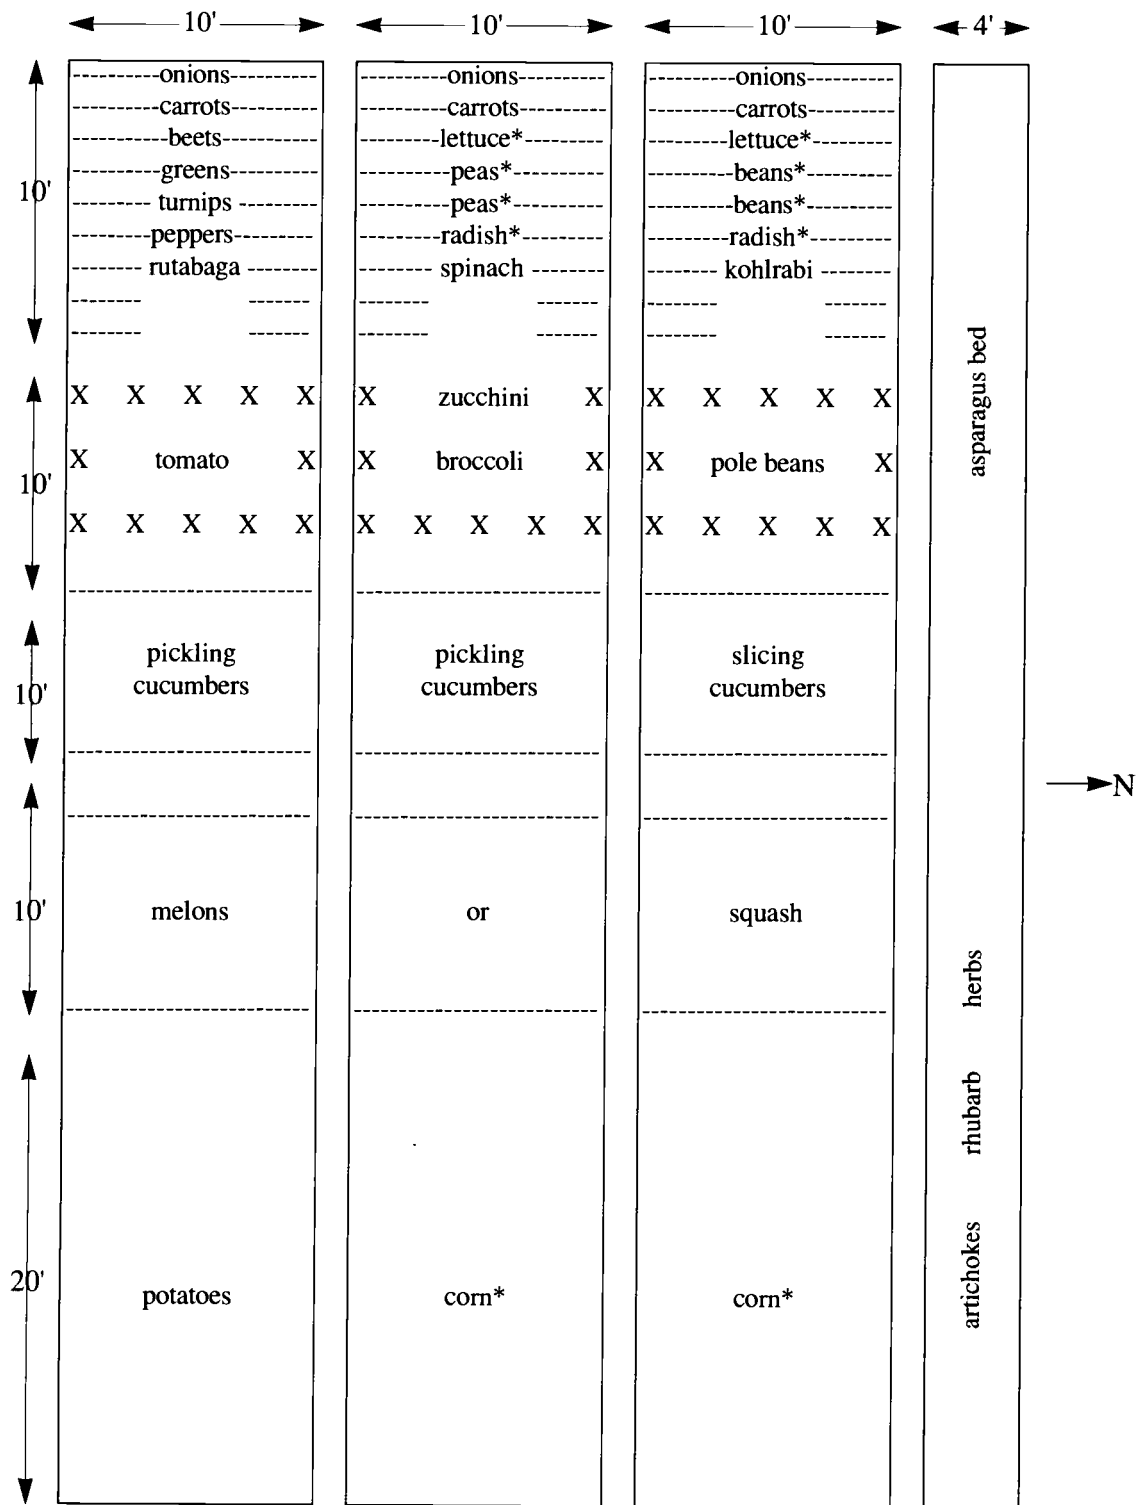 10' 10' 10' 4'
onions onions onions
carrots carrots carrots
beets lettuce* lettuce*
greens peas* beans*
10'
turnips peas* beans*
peppers radish* radish*
rutabaga spinach kohlrabi
asparagus bed
X X X X X X zucchini X X X X X X
X tomato X X broccoli X X pole beans X
10'
X X X X X X X X X X X X X X X
pickling pickling slicing
cucumbers cucumbers cucumbers
10'
N
10' melons or squash
herbs
rhubarb
artichokes
20'
potatoes corn* corn*